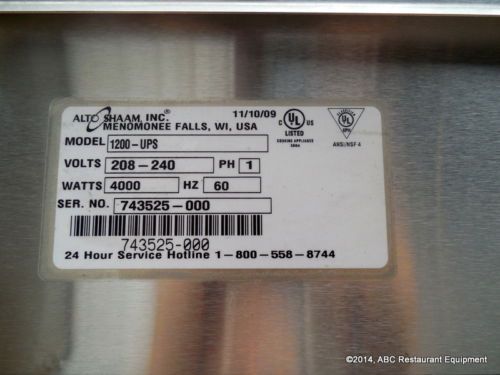 ALTO SHAAM, INC.® 11/10/09
MENOMONEE FALLS, WI, USA
MODEL 1200-UPS
VOLTS 208-240 PH 1
WATTS 4000 HZ 60
SER. NO. 743525-000
743525-000
24 Hour Service Hotline 1-800-558-8744
C UL US
LISTED
COOKING APPLIANCE
ANSI/NSF 4
©2014, ABC Restaurant Equipment